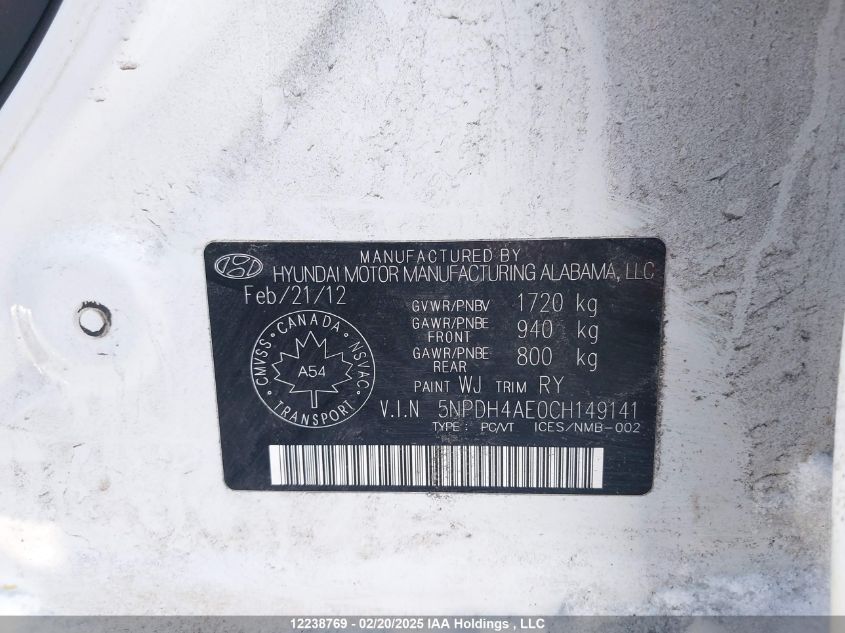 MANUFACTURED BY
HYUNDAI MOTOR MANUFACTURING ALABAMA, LLC
Feb/21/12
GVWR/PNBV 1720 kg
GAWR/PNBE FRONT 940 kg
GAWR/PNBE REAR 800 kg
PAINT WJ TRIM RY
CANADA
CMVSS NSVAC
A54
TRANSPORT
V.I.N 5NPDH4AE0CH149141
TYPE : PC/VT ICES/NMB-002
12238769 - 02/20/2025 IAA Holdings , LLC